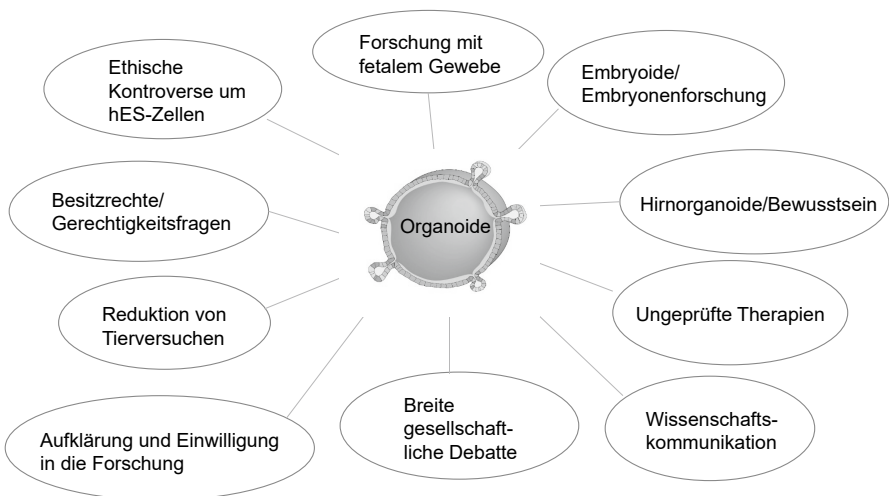 Forschung mit
fetalem Gewebe
Ethische
Kontroverse um
hES-Zellen
Embryoide/
Embryonenforschung
Besitzrechte/
Gerechtigkeitsfragen
Organoide
Hirnorganoide/Bewusstsein
Reduktion von
Tierversuchen
Ungeprüfte Therapien
Aufklärung und Einwilligung
in die Forschung
Breite
gesellschaft-
liche Debatte
Wissenschafts-
kommunikation